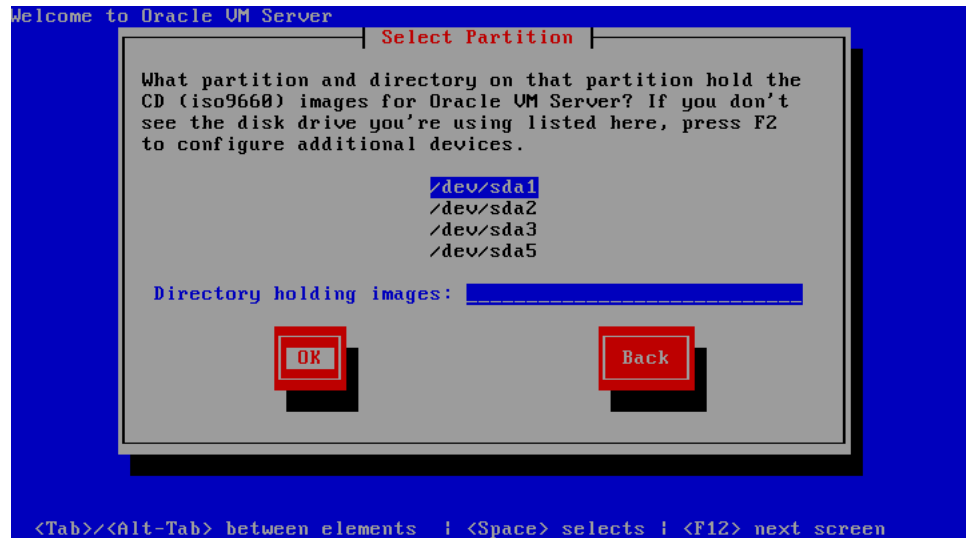 Welcome to Oracle VM Server
Select Partition
What partition and directory on that partition hold the
CD (iso9660) images for Oracle VM Server? If you don't
see the disk drive you're using listed here, press F2
to configure additional devices.
/dev/sda1
/dev/sda2
/dev/sda3
/dev/sda5
Directory holding images:
OK
Back
<Tab>/<Alt-Tab> between elements | <Space> selects | <F12> next screen